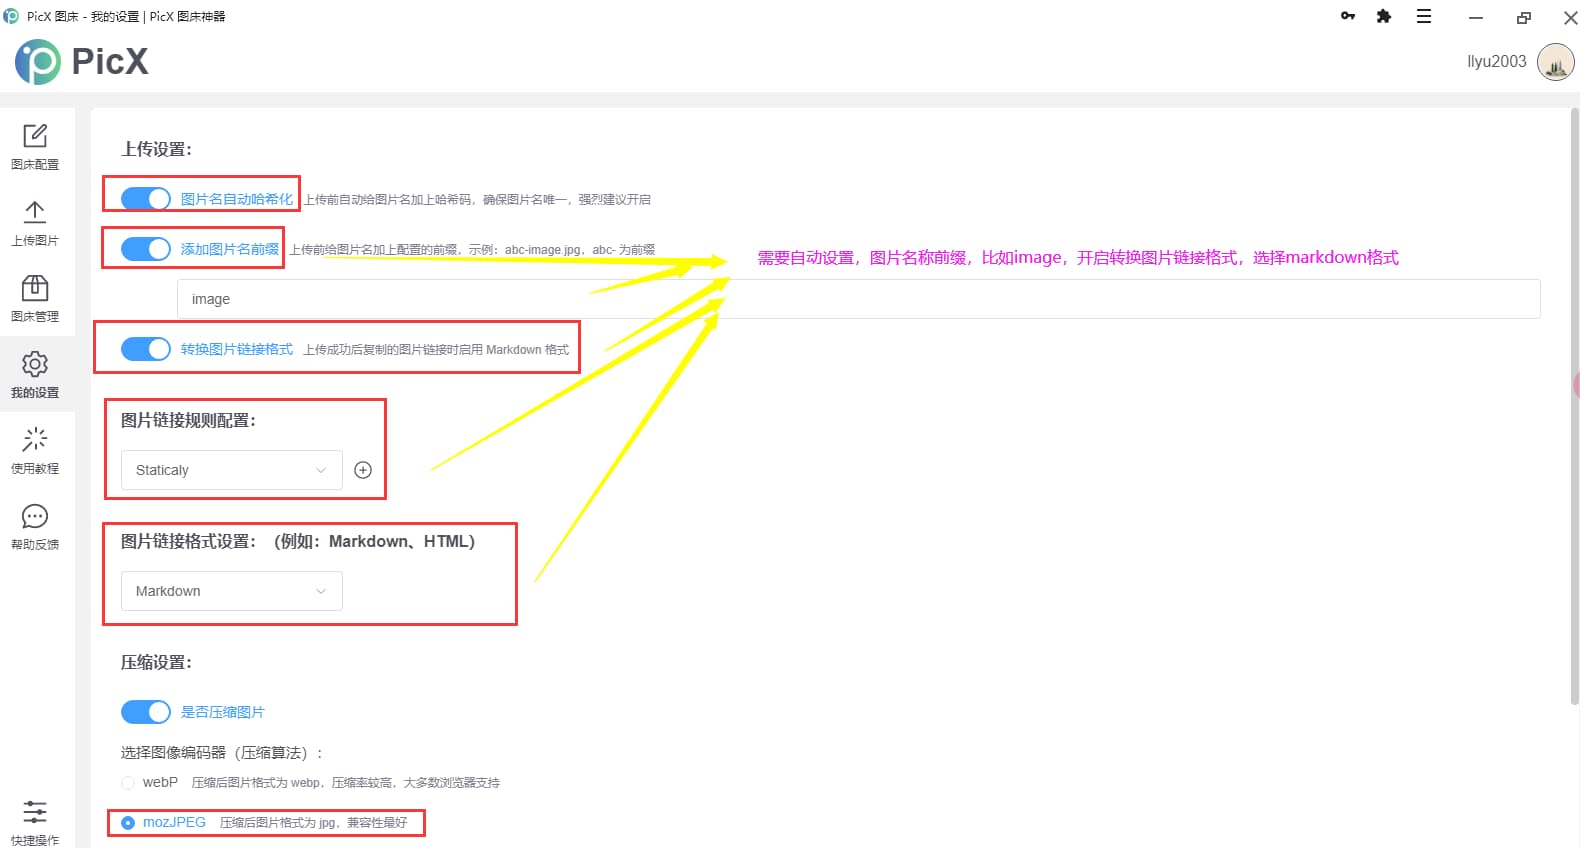 PicX 图床 - 我的设置 | PicX 图床神器
PicX
llyu2003
图床配置
上传图片
图床管理
我的设置
使用教程
帮助反馈
快捷操作
上传设置：
图片名自动哈希化 上传前自动给图片名加上哈希码，确保图片名唯一，强烈建议开启
添加图片名前缀 上传前给图片名加上配置的前缀，示例：abc-image.jpg，abc- 为前缀
需要自动设置，图片名称前缀，比如image，开启转换图片链接格式，选择markdown格式
image
转换图片链接格式 上传成功后复制的图片链接时启用 Markdown 格式
图片链接规则配置：
Staticaly
图片链接格式设置：（例如：Markdown、HTML）
Markdown
压缩设置：
是否压缩图片
选择图像编码器（压缩算法）：
webP 压缩后图片格式为 webp，压缩率较高，大多数浏览器支持
mozJPEG 压缩后图片格式为 jpg，兼容性最好